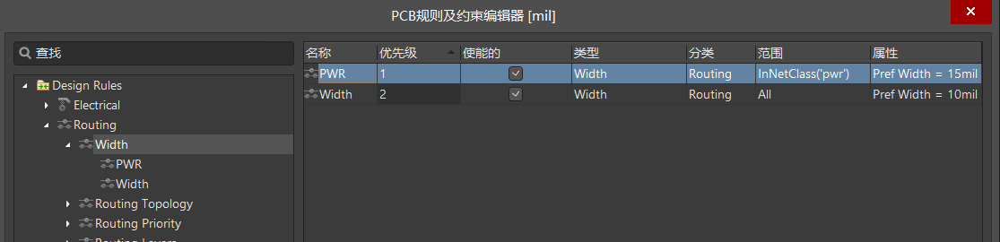 PCB规则及约束编辑器 [mil]
查找
Design Rules
Electrical
Routing
Width
PWR
Width
Routing Topology
Routing Priority
Routing Layers
名称 优先级 使能的 类型 分类 范围 属性
PWR 1 Width Routing InNetClass('pwr') Pref Width = 15mil
Width 2 Width Routing All Pref Width = 10mil